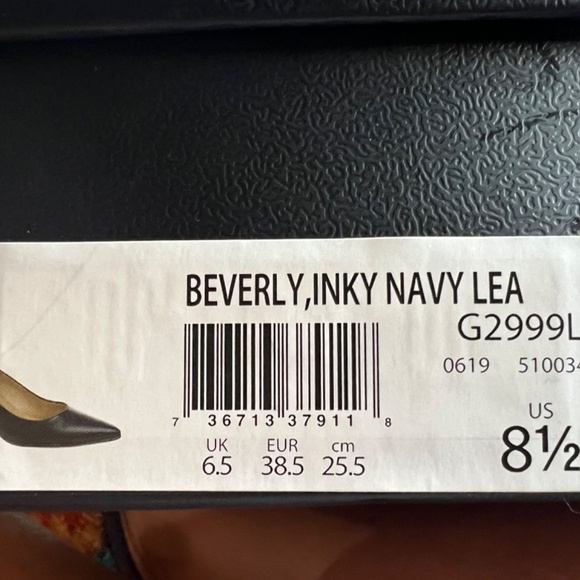 BEVERLY,INKY NAVY LEA
G2999L
0619 510034
7 36713 37911 8
US
8½
UK EUR cm
6.5 38.5 25.5